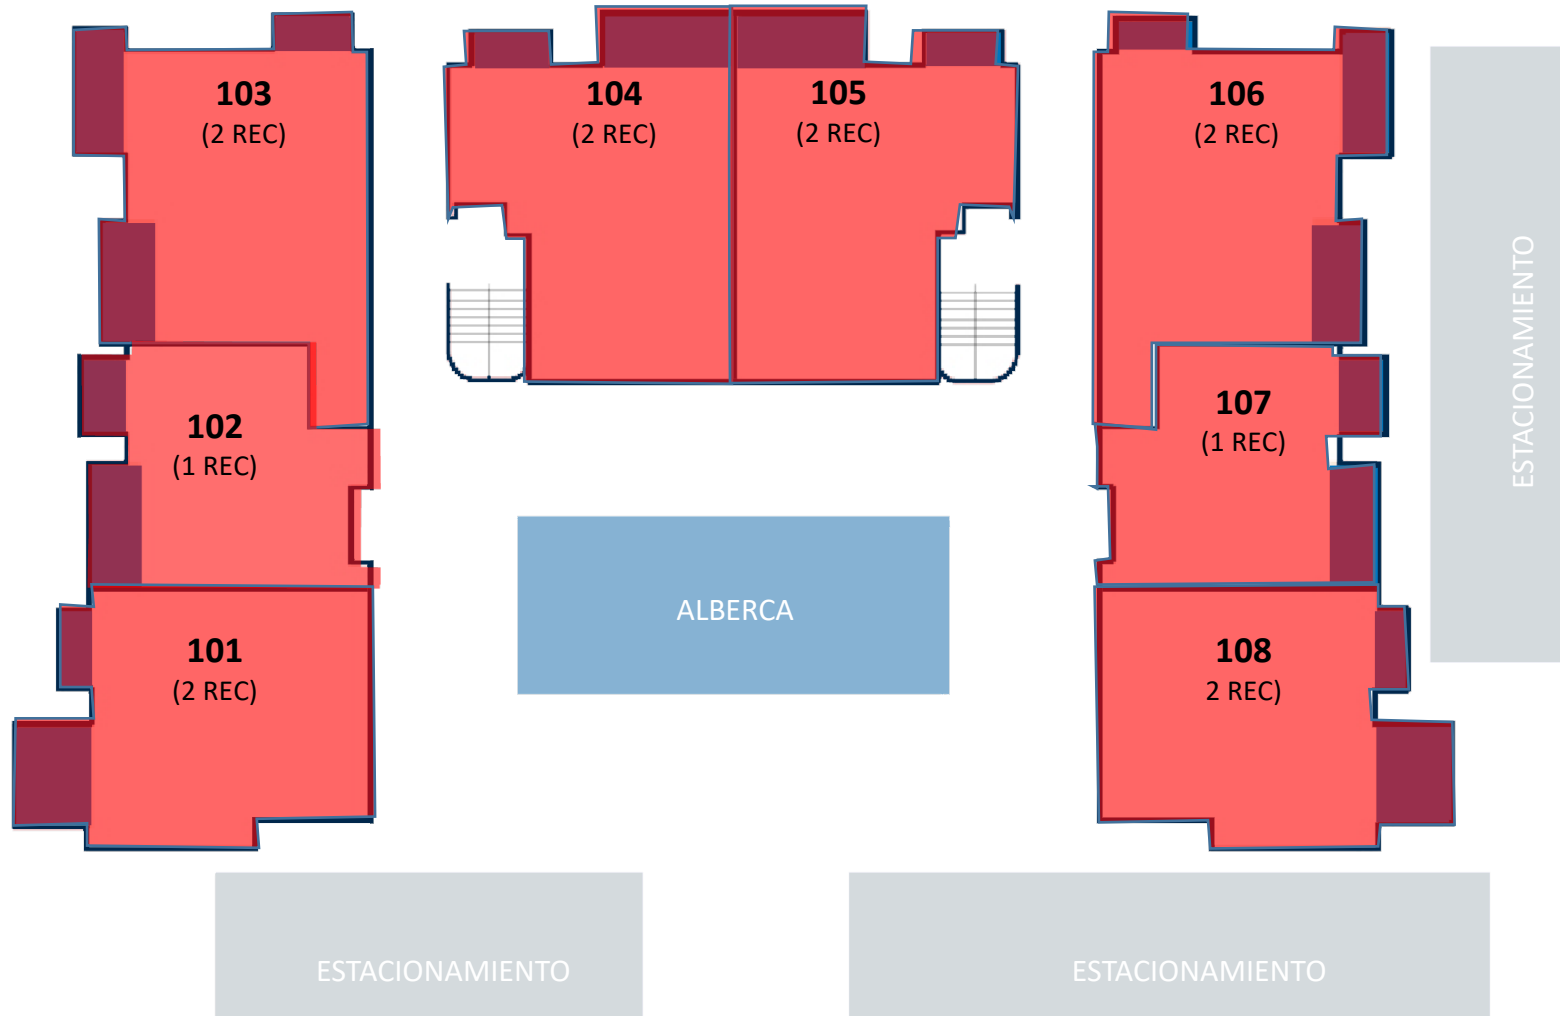 103
(2 REC)
104
(2 REC)
105
(2 REC)
106
(2 REC)
ESTACIONAMIENTO
102
(1 REC)
107
(1 REC)
ALBERCA
101
(2 REC)
108
2 REC)
ESTACIONAMIENTO
ESTACIONAMIENTO